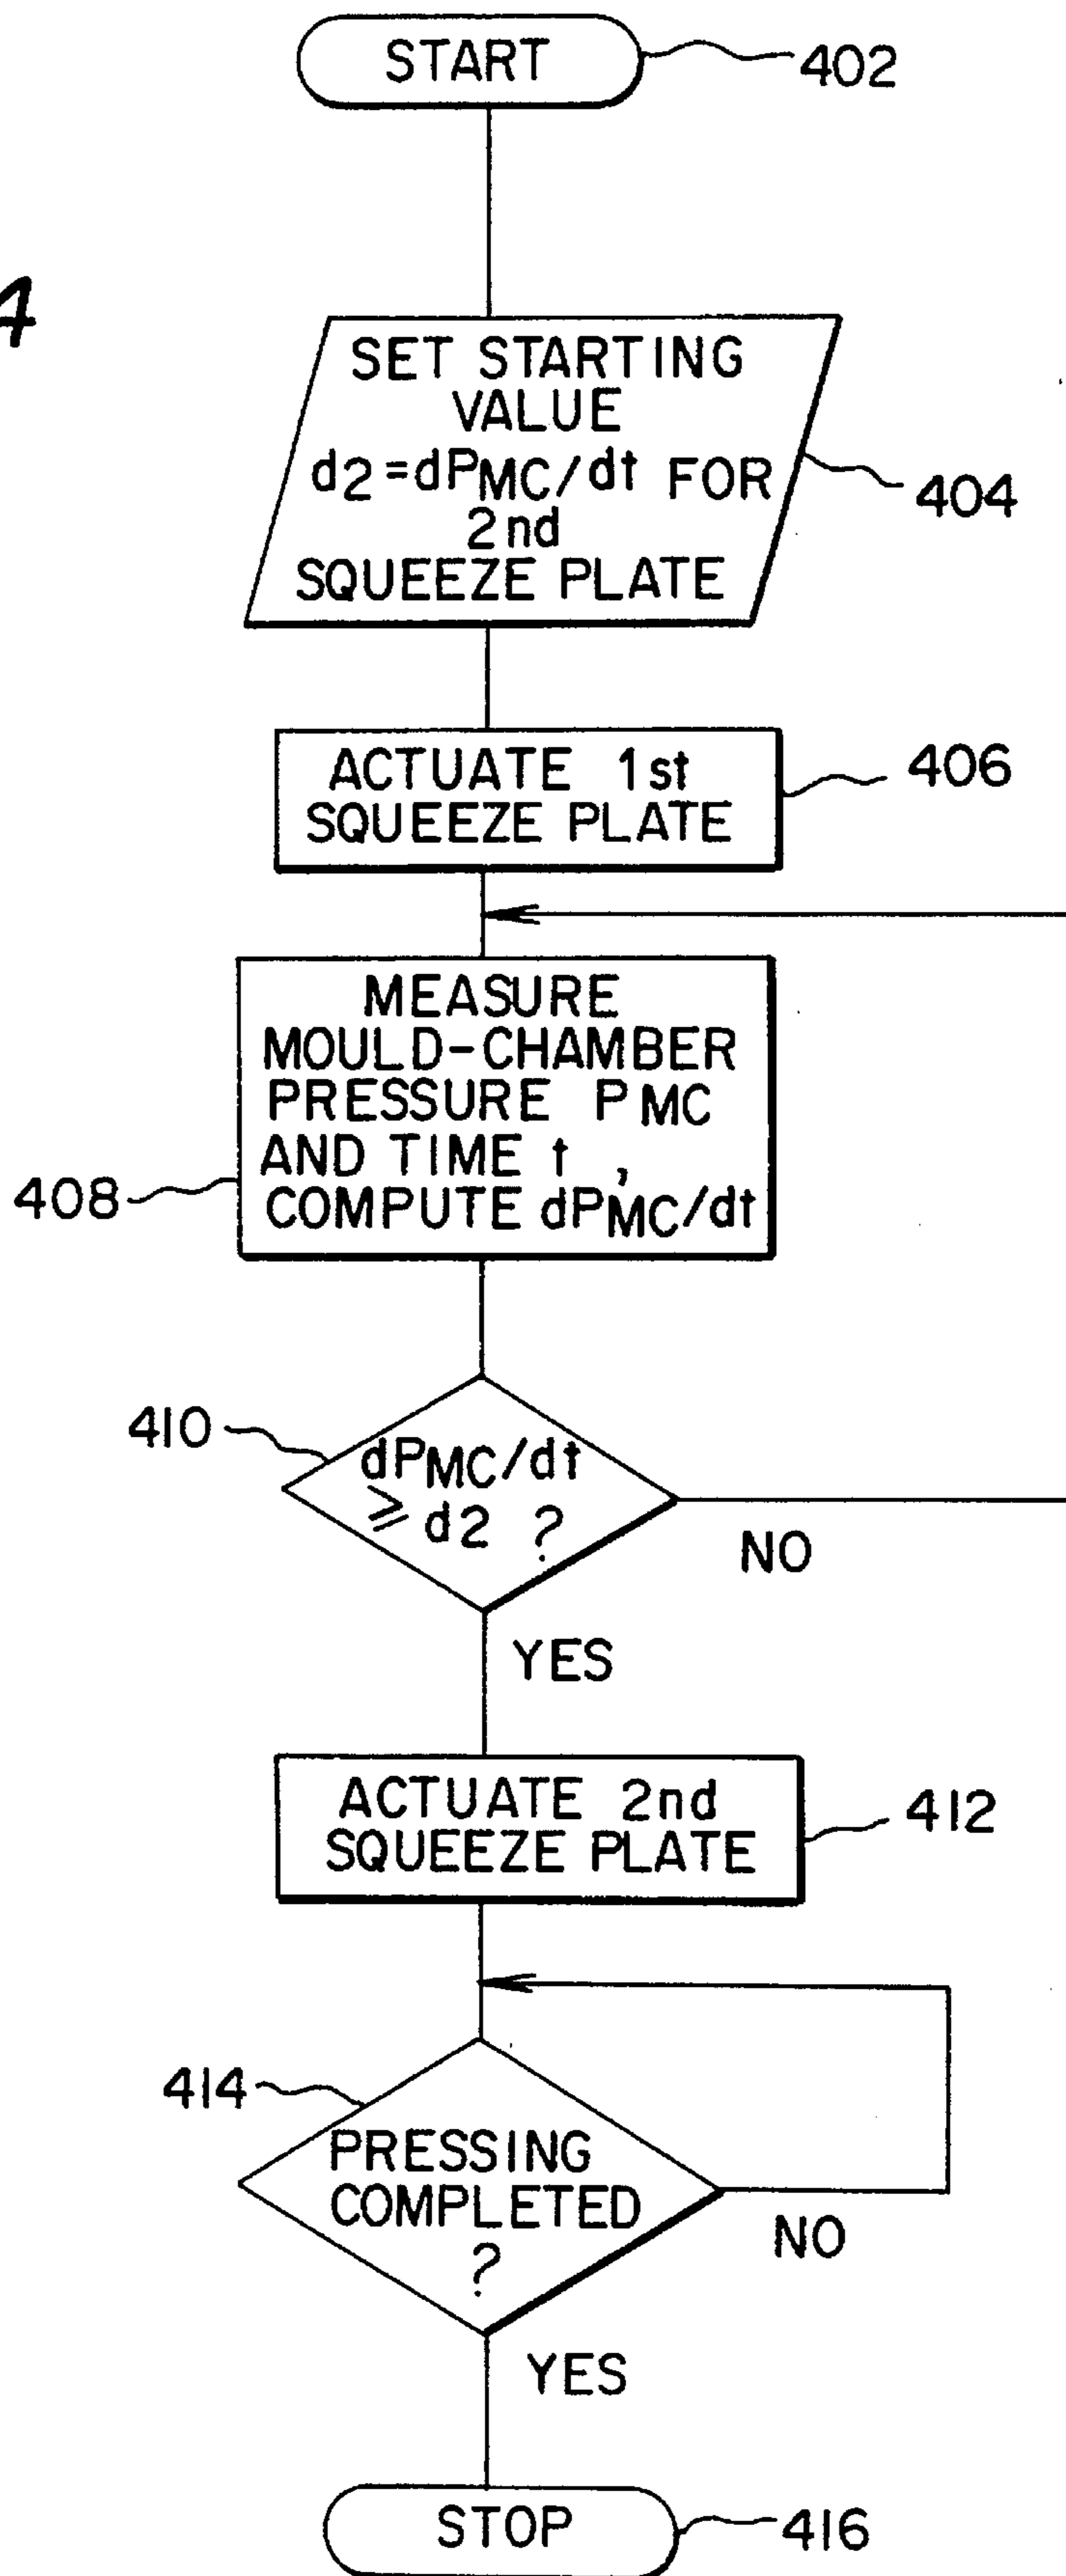 START
402
4
SET STARTING
VALUE
d2=dPMC/dt FOR
2nd
SQUEEZE PLATE
404
ACTUATE 1st
SQUEEZE PLATE
406
MEASURE
MOULD-CHAMBER
PRESSURE PMC
AND TIME t,
COMPUTE dPMC/dt
408
410
dPMC/dt
≥ d2 ?
NO
YES
ACTUATE 2nd
SQUEEZE PLATE
412
414
PRESSING
COMPLETED
?
NO
YES
STOP
416